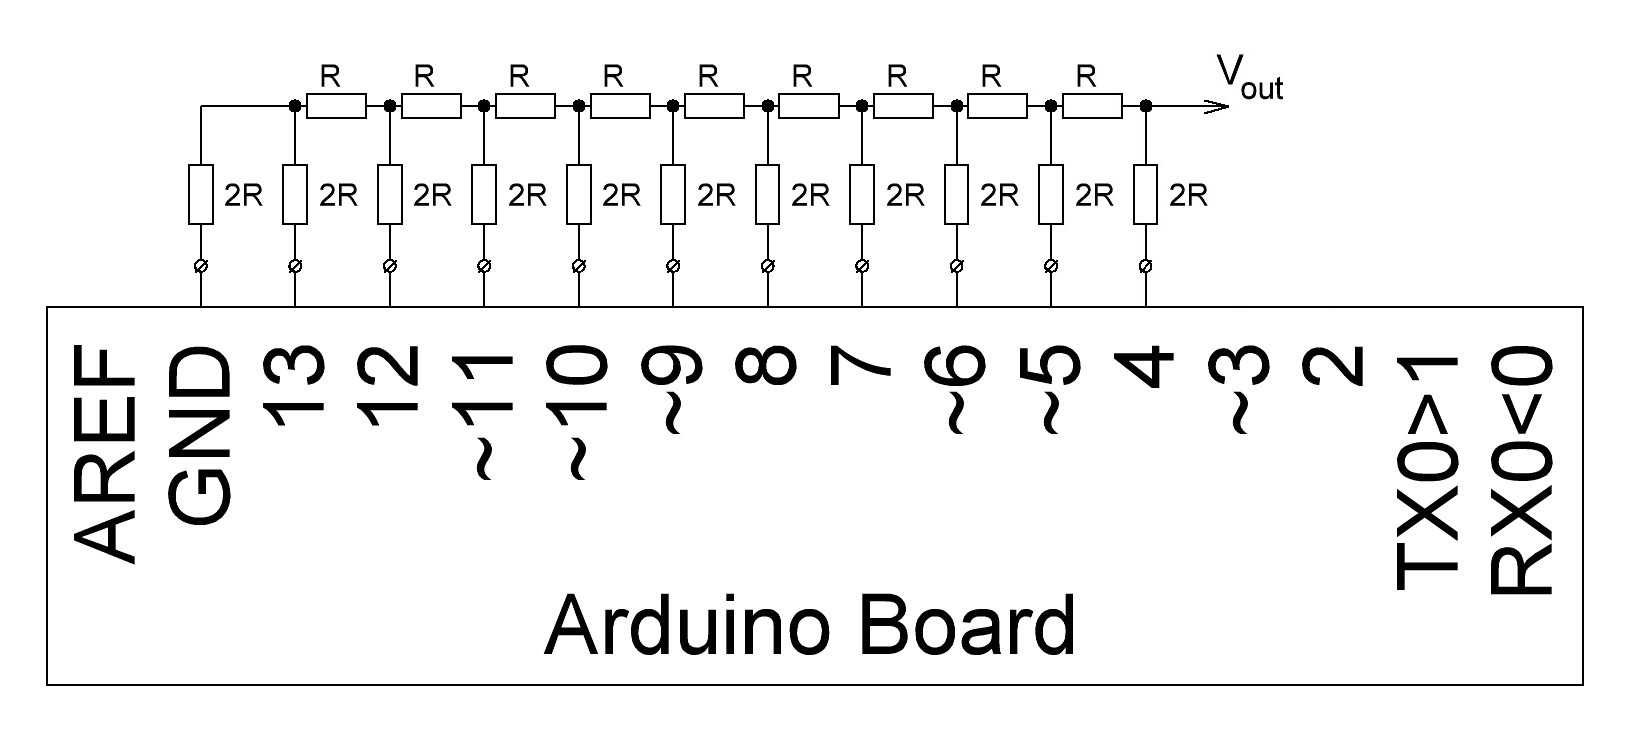 R R R R R R R R R
V out
2R 2R 2R 2R 2R 2R 2R 2R 2R 2R 2R
AREF
GND
13
12
~11
~10
~9
8
7
~6
~5
4
~3
2
TX0>1
RX0<0
Arduino Board